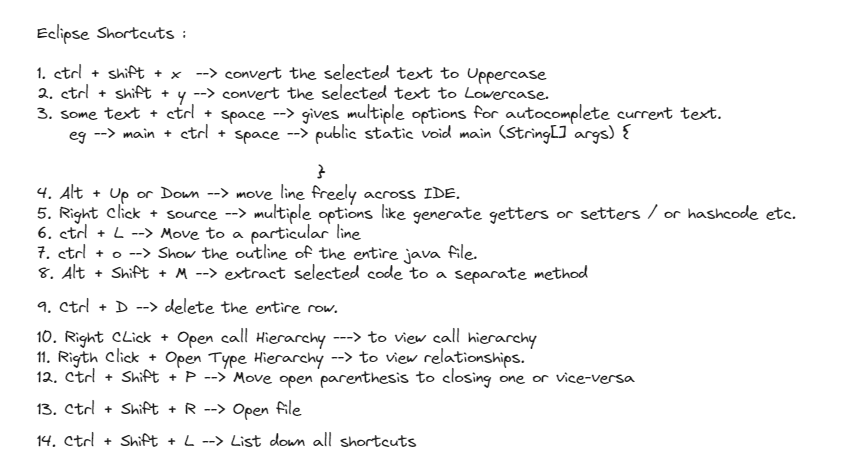 Eclipse Shortcuts :
1. ctrl + shift + x --> convert the selected text to Uppercase
2. ctrl + shift + y --> convert the selected text to Lowercase.
3. some text + ctrl + space --> gives multiple options for autocomplete current text.
eg --> main + ctrl + space --> public static void main (String[] args) {
}
4. Alt + Up or Down --> move line freely across IDE.
5. Right Click + source --> multiple options like generate getters or setters / or hashcode etc.
6. ctrl + L --> Move to a particular line
7. ctrl + o --> Show the outline of the entire java file.
8. Alt + Shift + M --> extract selected code to a separate method
9. Ctrl + D --> delete the entire row.
10. Right CLick + Open call Hierarchy ---> to view call hierarchy
11. Rigth Click + Open Type Hierarchy --> to view relationships.
12. Ctrl + Shift + P --> Move open parenthesis to closing one or vice-versa
13. Ctrl + Shift + R --> Open file
14. Ctrl + Shift + L --> List down all shortcuts